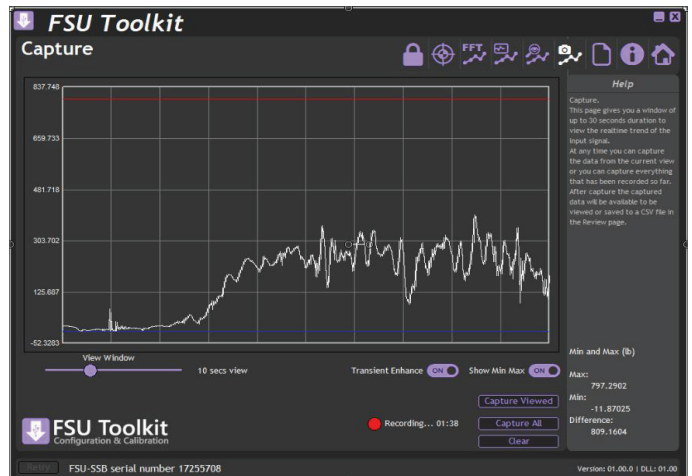 FSU Toolkit
Capture
FFT
Help
Capture.
This page gives you a window of
up to 30 seconds duration to
view the realtime trend of the
input signal.
At any time you can capture
the data from the current view
or you can capture everything
that has been recorded so far.
After capture the captured
data will be available to be
viewed or saved to a CSV file in
the Review page.
837.748
659.733
481.718
303.702
125.687
-52.3283
View Window
10 secs view
Transient Enhance ON
Show Min Max ON
Min and Max (lb)
Max:
797.2902
Min:
-11.87025
Difference:
809.1604
Capture Viewed
Recording... 01:38
Capture All
Clear
FSU Toolkit
Configuration & Calibration
Retry
FSU-SSB serial number 17255708
Version: 01.00.0 | DLL: 01.00